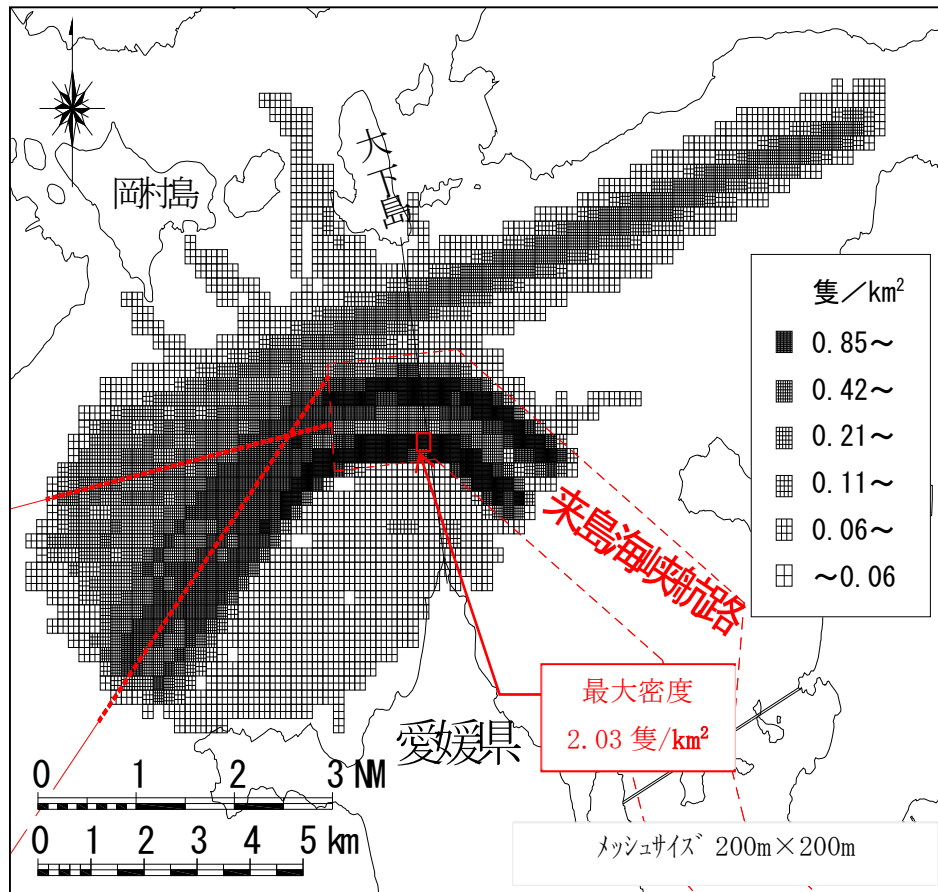 大下島
岡村島
隻／km²
0.85～
0.42～
0.21～
0.11～
0.06～
～0.06
来島海峡航路
最大密度
2.03 隻/km²
愛媛県
0 1 2 3 NM
0 1 2 3 4 5 km
メッシュサイズ 200m×200m